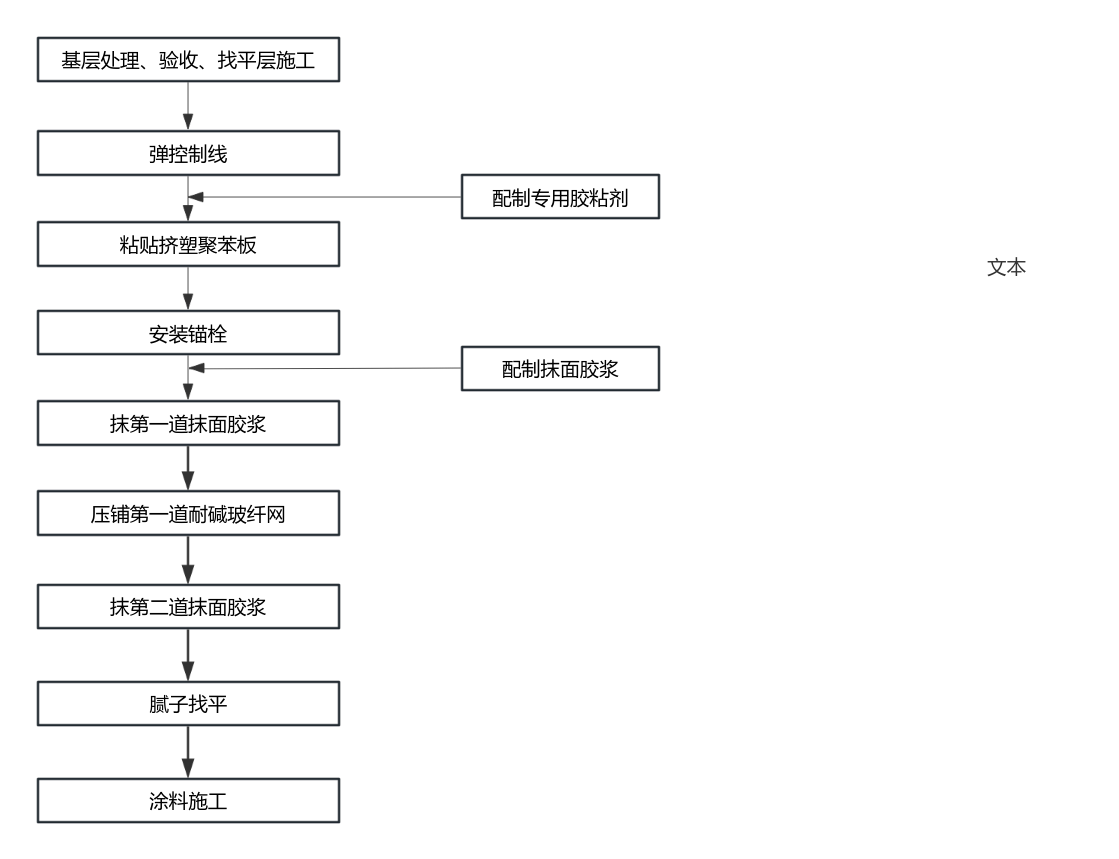 基层处理、验收、找平层施工
弹控制线
配制专用胶粘剂
粘贴挤塑聚苯板
文本
安装锚栓
配制抹面胶浆
抹第一道抹面胶浆
压铺第一道耐碱玻纤网
抹第二道抹面胶浆
腻子找平
涂料施工